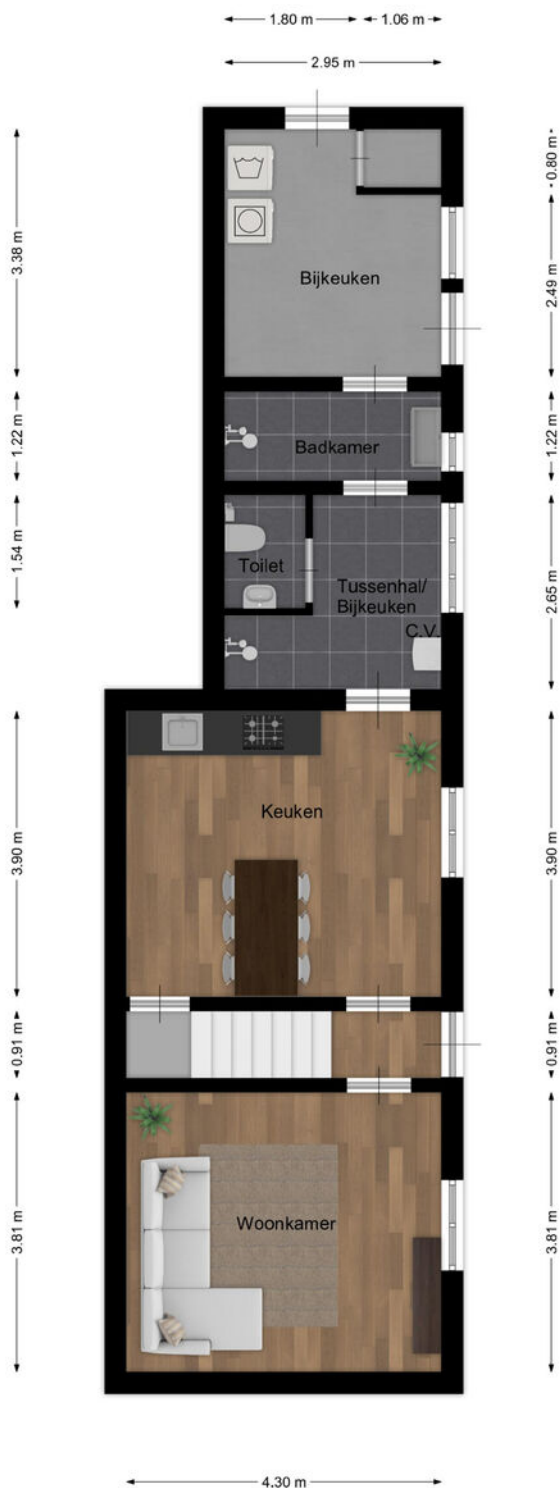 1.80 m
1.06 m
2.95 m
0.80 m
3.38 m
2.49 m
Bijkeuken
1.22 m
1.22 m
Badkamer
1.54 m
2.65 m
Toilet
Tussenhal/
Bijkeuken
C.V.
3.90 m
3.90 m
Keuken
0.91 m
0.91 m
3.81 m
3.81 m
Woonkamer
4.30 m